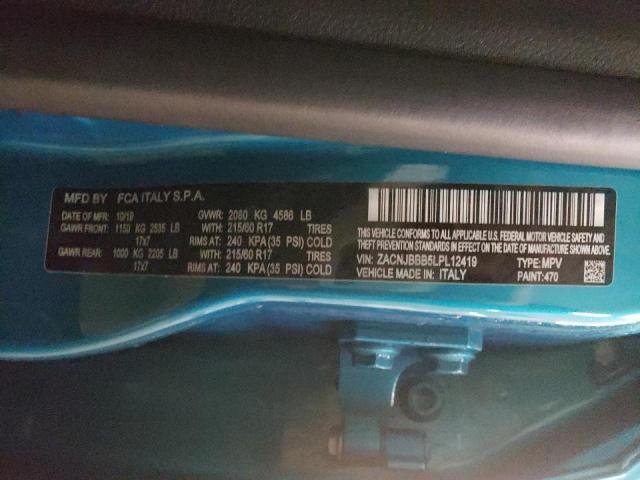 MFD BY FCA ITALY S.P.A.
DATE OF MFR: 10/19 GVWR: 2080 KG 4586 LB
GAWR FRONT: 1150 KG 2535 LB WITH 215/60 R17 TIRES
17x7 RIMS AT 240 KPA (35 PSI) COLD
GAWR REAR: 1000 KG 2205 LB WITH 215/60 R17 TIRES
17x7 RIMS AT 240 KPA (35 PSI) COLD
THIS VEHICLE CONFORMS TO ALL APPLICABLE U.S. FEDERAL MOTOR VEHICLE SAFETY
AND THEFT PREVENTION STANDARDS IN EFFECT ON THE DATE OF MANUFACTURE SHOWN ABOVE.
VIN: ZACNJBBB5LPL12419 TYPE: MPV
VEHICLE MADE IN: ITALY PAINT: 470